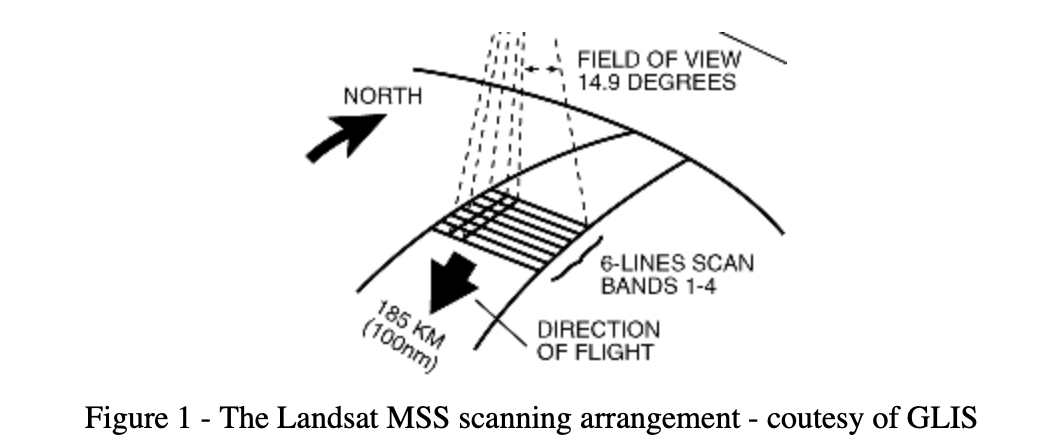 FIELD OF VIEW
14.9 DEGREES
NORTH
6-LINES SCAN
BANDS 1-4
185 KM
(100nm)
DIRECTION
OF FLIGHT
Figure 1 - The Landsat MSS scanning arrangement - coutesy of GLIS